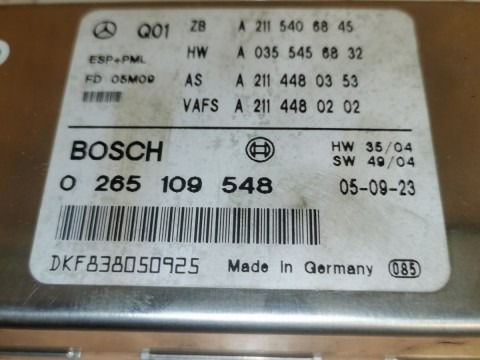 Q01 ZB A 211 540 68 45
ESP+PML HW A 035 545 68 32
FD 05M09 AS A 211 448 03 53
VAFS A 211 448 02 02
BOSCH HW 35/04
SW 49/04
0 265 109 548 05-09-23
DKF838050925 Made in Germany 085